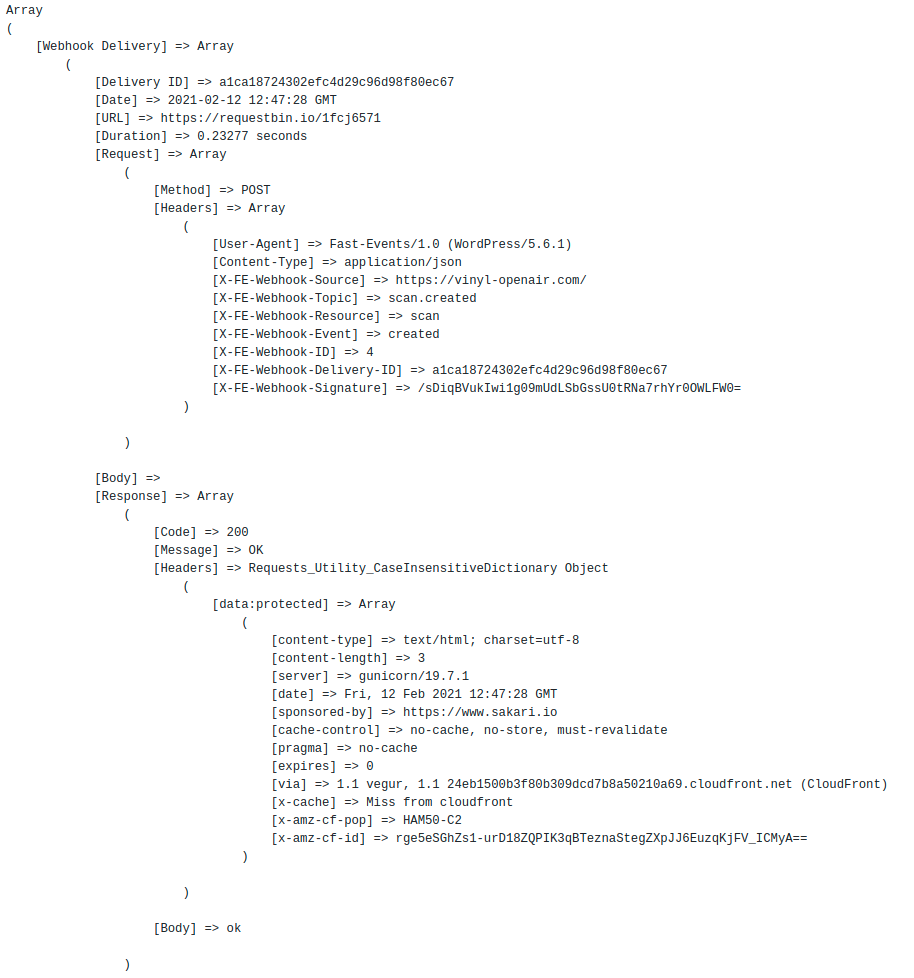 Array
(
    [Webhook Delivery] => Array
        (
            [Delivery ID] => a1ca18724302efc4d29c96d98f80ec67
            [Date] => 2021-02-12 12:47:28 GMT
            [URL] => https://requestbin.io/1fcj6571
            [Duration] => 0.23277 seconds
            [Request] => Array
                (
                    [Method] => POST
                    [Headers] => Array
                        (
                            [User-Agent] => Fast-Events/1.0 (WordPress/5.6.1)
                            [Content-Type] => application/json
                            [X-FE-Webhook-Source] => https://vinyl-openair.com/
                            [X-FE-Webhook-Topic] => scan.created
                            [X-FE-Webhook-Resource] => scan
                            [X-FE-Webhook-Event] => created
                            [X-FE-Webhook-ID] => 4
                            [X-FE-Webhook-Delivery-ID] => a1ca18724302efc4d29c96d98f80ec67
                            [X-FE-Webhook-Signature] => /sDiqBVukIwi1g09mUdLSbGssU0tRNa7rhYr0OWLFW0=
                        )

                )

            [Body] =>
            [Response] => Array
                (
                    [Code] => 200
                    [Message] => OK
                    [Headers] => Requests_Utility_CaseInsensitiveDictionary Object
                        (
                            [data:protected] => Array
                                (
                                    [content-type] => text/html; charset=utf-8
                                    [content-length] => 3
                                    [server] => gunicorn/19.7.1
                                    [date] => Fri, 12 Feb 2021 12:47:28 GMT
                                    [sponsored-by] => https://www.sakari.io
                                    [cache-control] => no-cache, no-store, must-revalidate
                                    [pragma] => no-cache
                                    [expires] => 0
                                    [via] => 1.1 vegur, 1.1 24eb1500b3f80b309dcd7b8a50210a69.cloudfront.net (CloudFront)
                                    [x-cache] => Miss from cloudfront
                                    [x-amz-cf-pop] => HAM50-C2
                                    [x-amz-cf-id] => rge5eSGhZs1-urD18ZQPIK3qBTeznaStegZXpJJ6EuzqKjFV_ICMyA==
                                )

                        )

                    [Body] => ok

                )